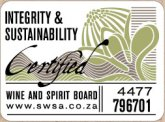 INTEGRITY &
SUSTAINABILITY
Certified
WINE AND SPIRIT BOARD
www.swsa.co.za
4477
796701